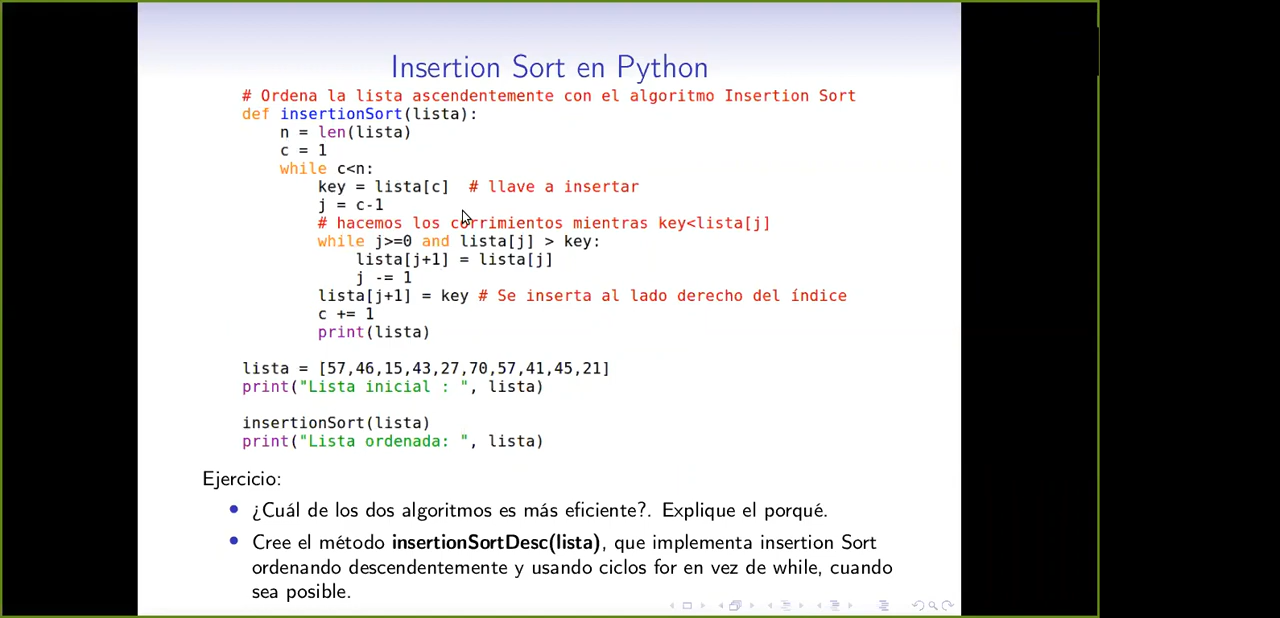 Insertion Sort en Python
# Ordena la lista ascendentemente con el algoritmo Insertion Sort
def insertionSort(lista):
    n = len(lista)
    c = 1
    while c<n:
        key = lista[c]  # llave a insertar
        j = c-1
        # hacemos los corrimientos mientras key<lista[j]
        while j>=0 and lista[j] > key:
            lista[j+1] = lista[j]
            j -= 1
        lista[j+1] = key # Se inserta al lado derecho del índice
        c += 1
        print(lista)
lista = [57,46,15,43,27,70,57,41,45,21]
print("Lista inicial : ", lista)
insertionSort(lista)
print("Lista ordenada: ", lista)
Ejercicio:
• ¿Cuál de los dos algoritmos es más eficiente?. Explique el porqué.
• Cree el método insertionSortDesc(lista), que implementa insertion Sort
ordenando descendentemente y usando ciclos for en vez de while, cuando
sea posible.